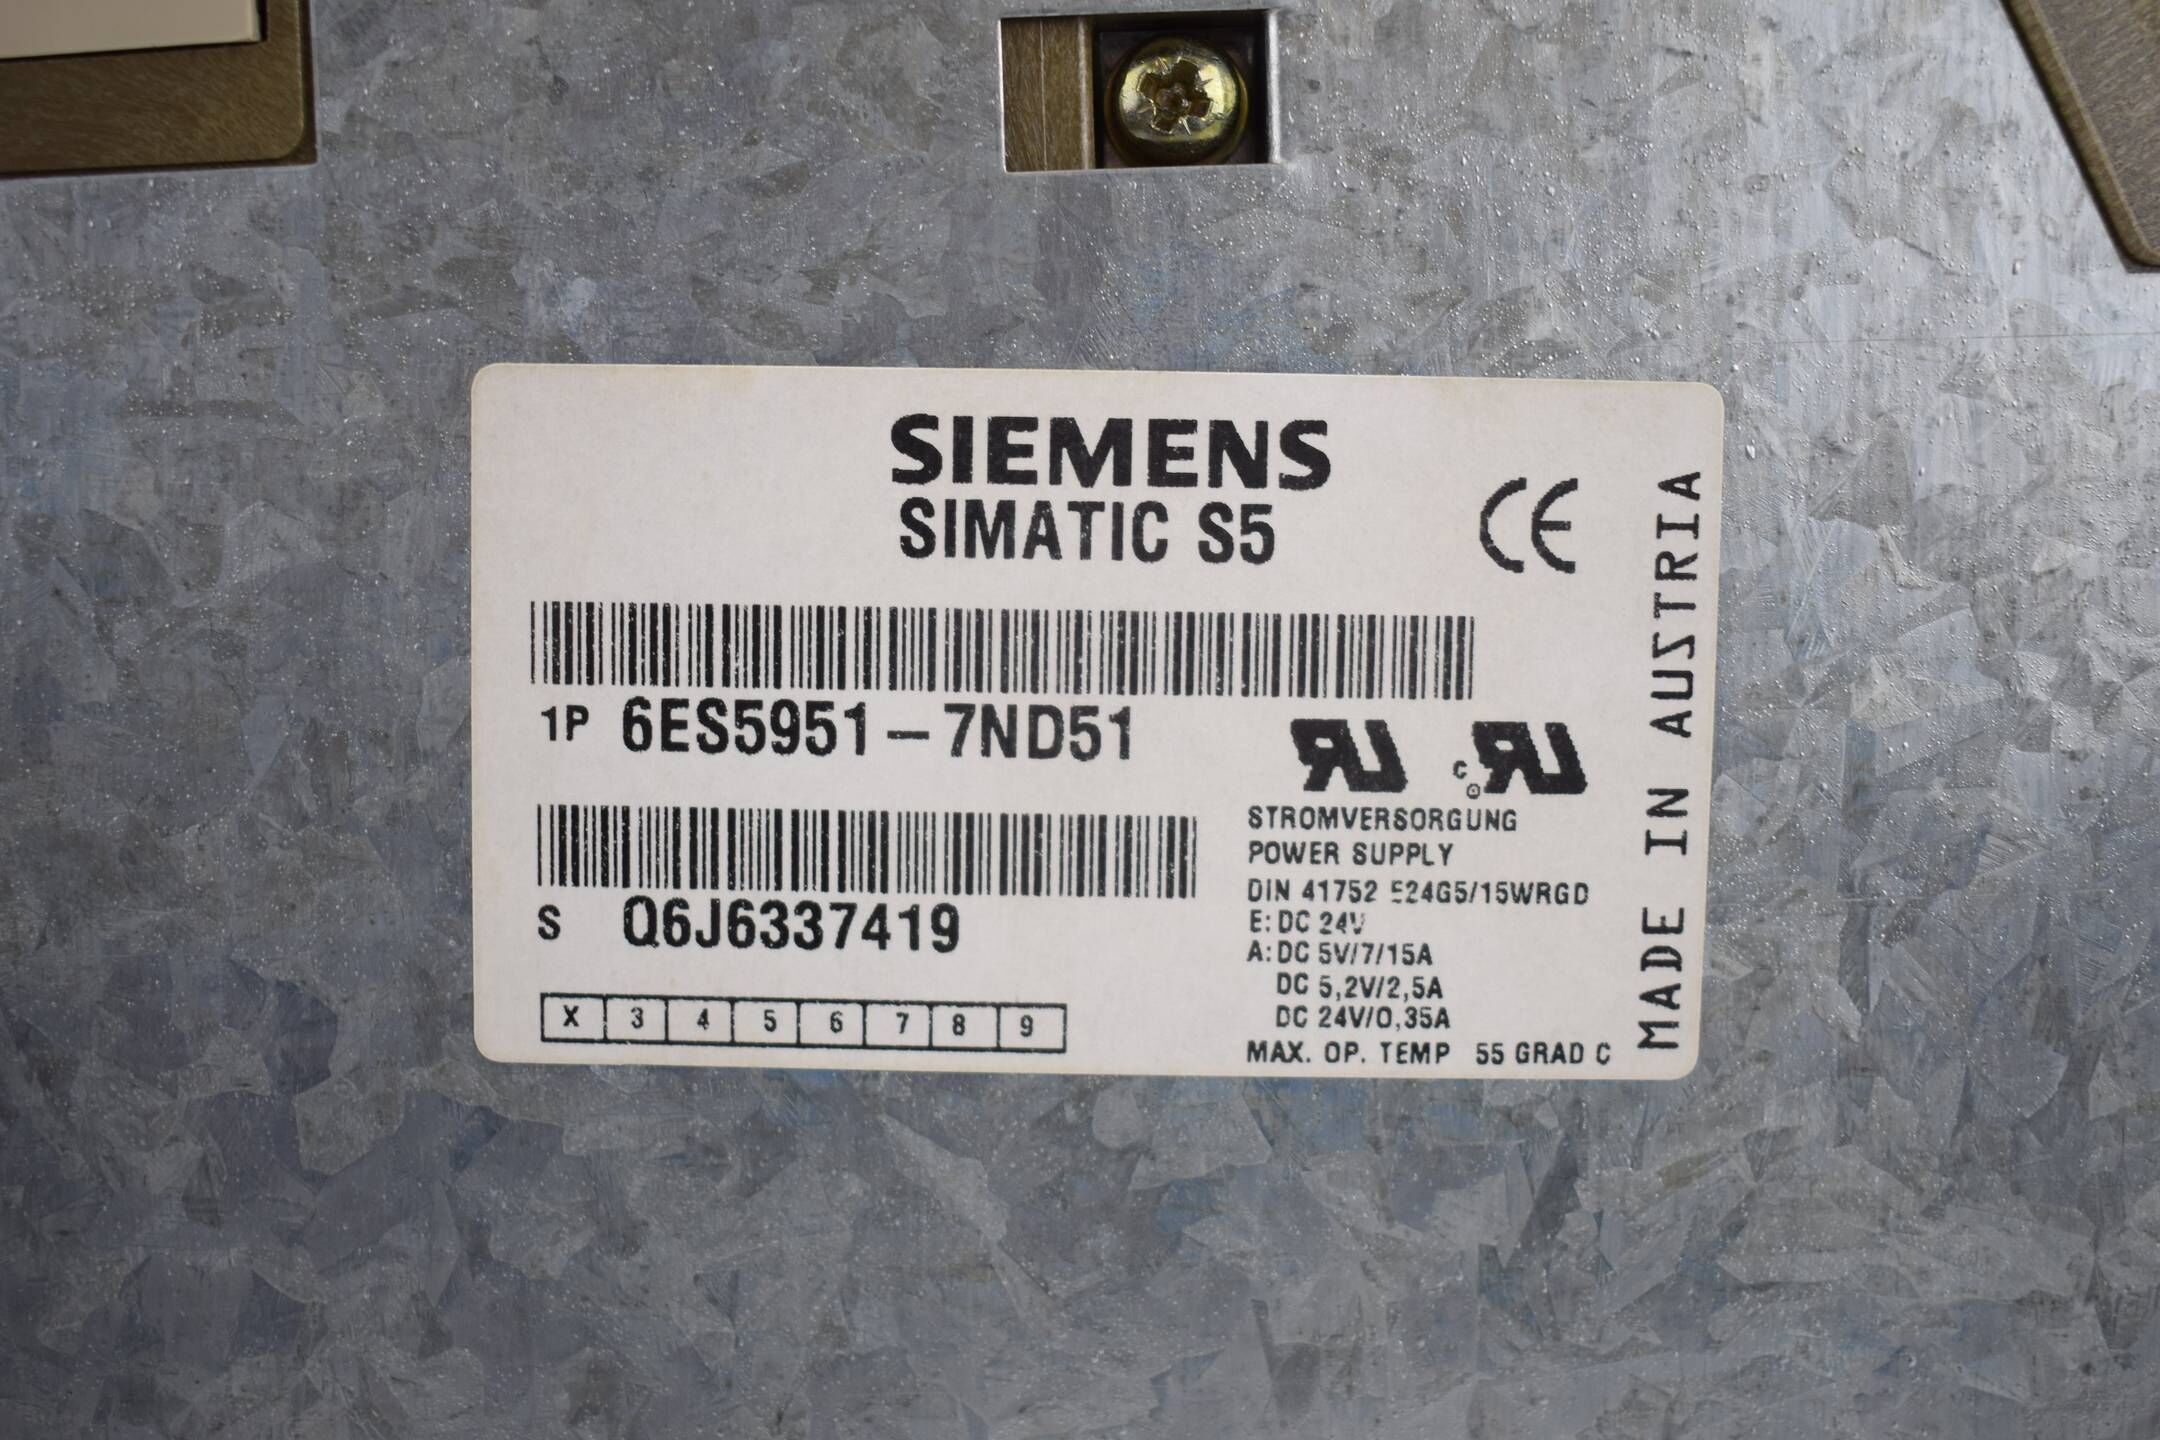 SIEMENS
SIMATIC S5
CE
1P 6ES5951-7ND51
S Q6J6337419
X 3 4 5 6 7 8 9
STROMVERSORGUNG
POWER SUPPLY
DIN 41752 E24G5/15WRGD
E: DC 24V
A: DC 5V/7/15A
DC 5,2V/2,5A
DC 24V/0,35A
MAX. OP. TEMP 55 GRAD C
MADE IN AUSTRIA